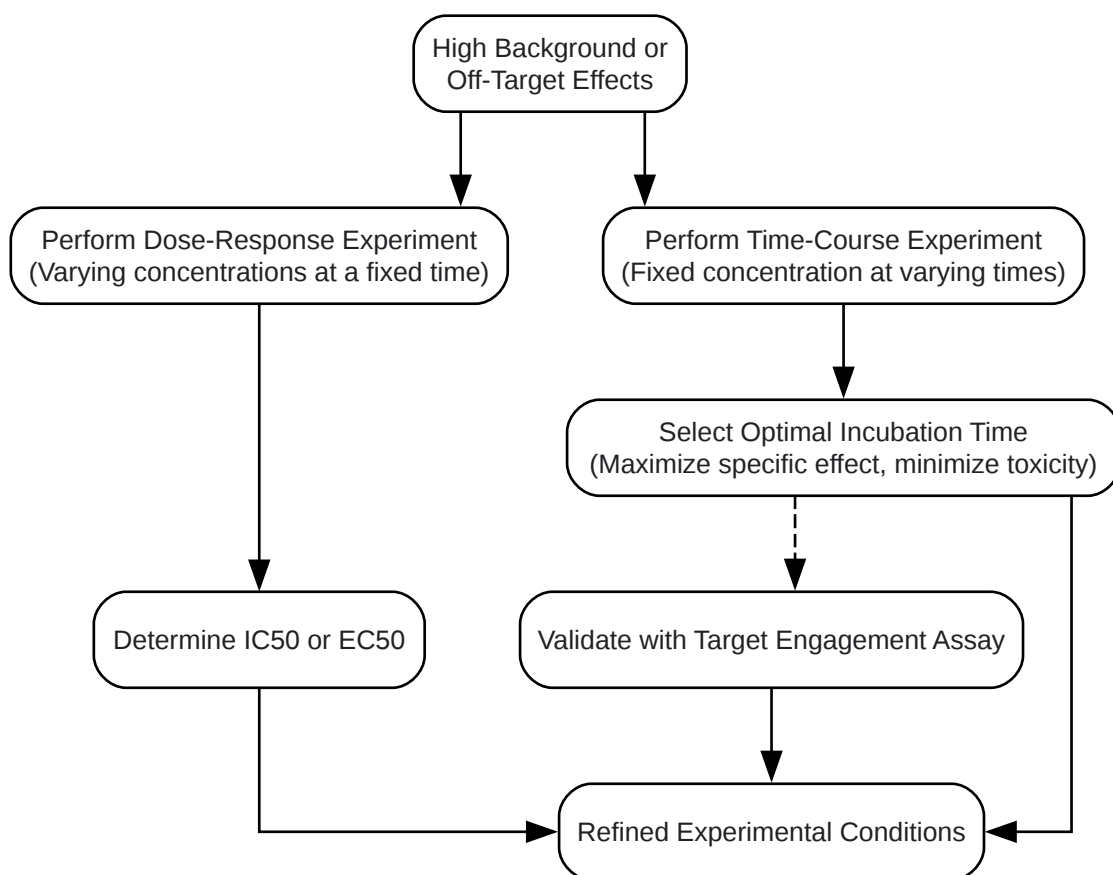 High Background or
Off-Target Effects
Perform Dose-Response Experiment
(Varying concentrations at a fixed time)
Perform Time-Course Experiment
(Fixed concentration at varying times)
Select Optimal Incubation Time
(Maximize specific effect, minimize toxicity)
Determine IC50 or EC50
Validate with Target Engagement Assay
Refined Experimental Conditions